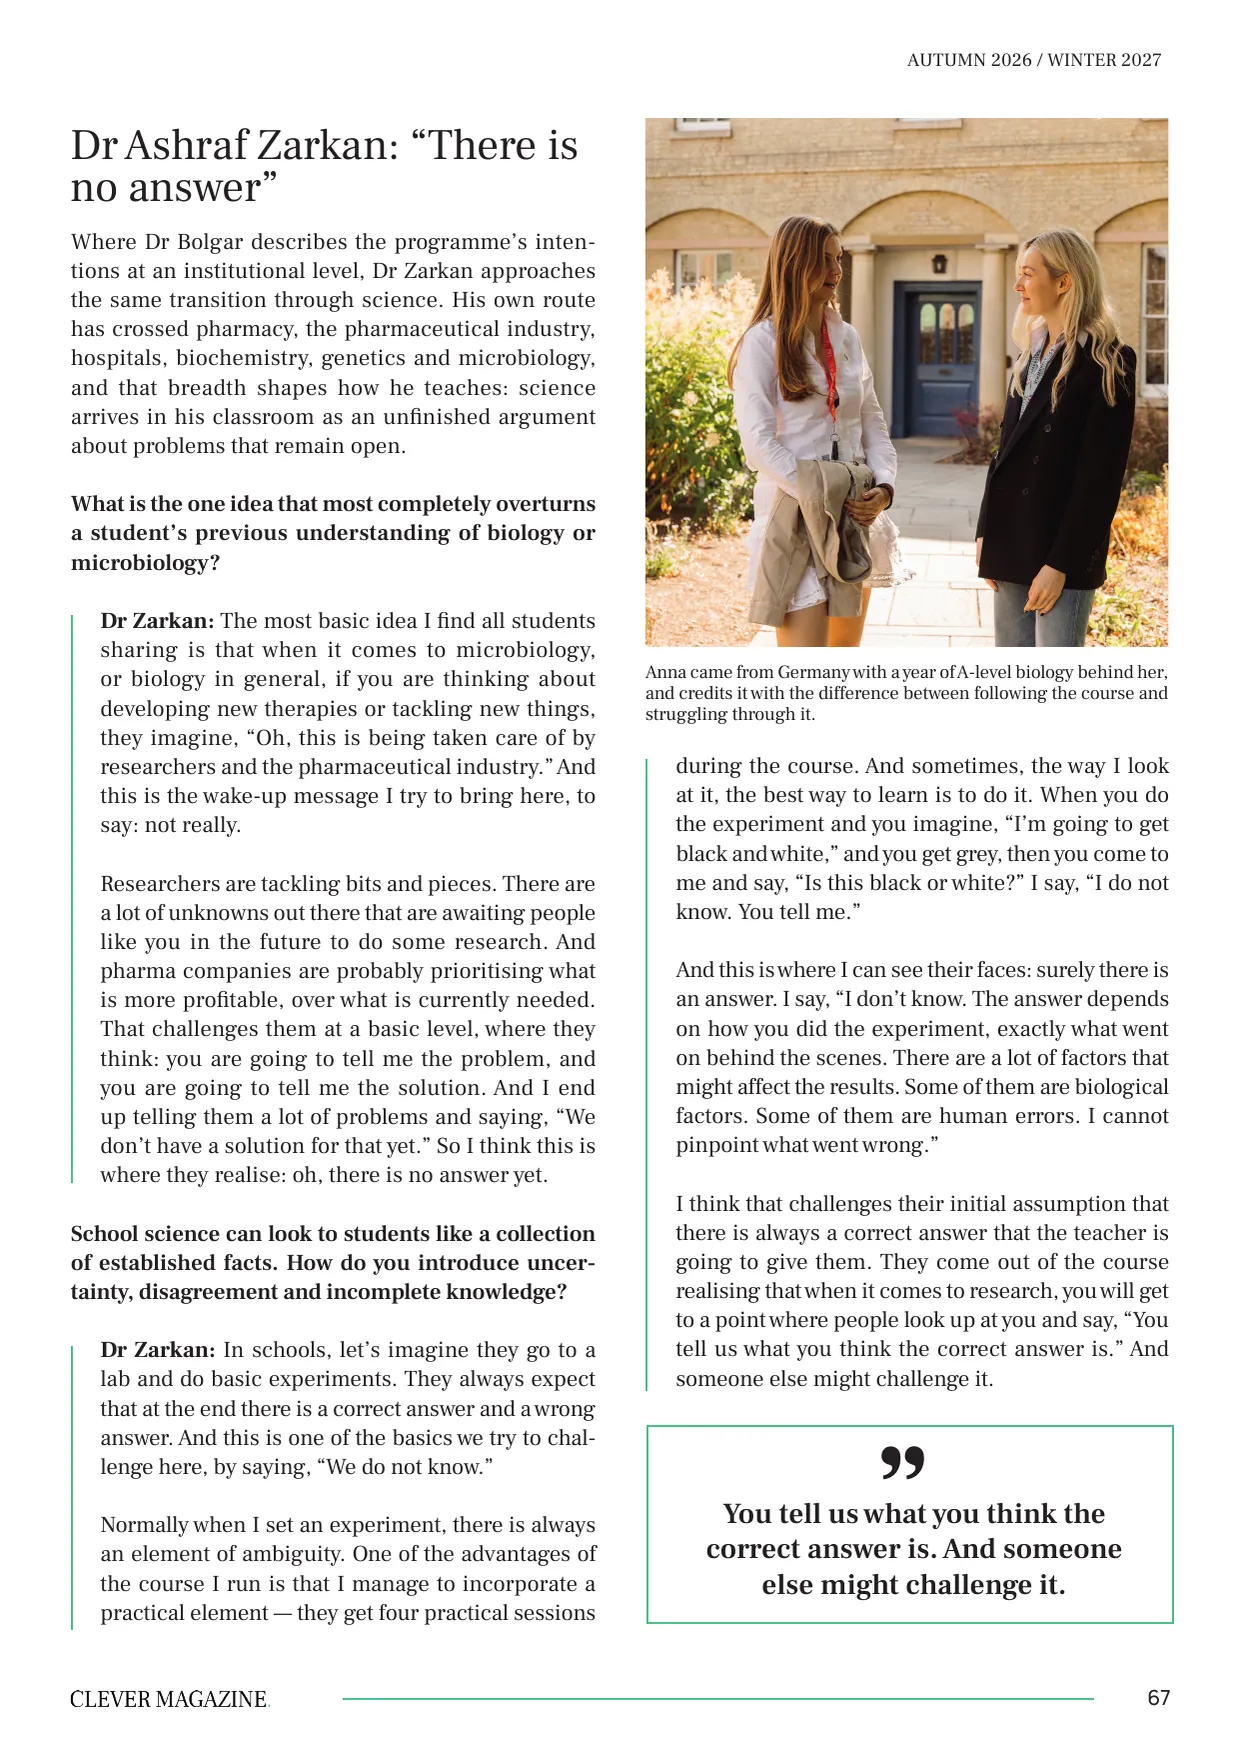 AUTUMN 2026 / WINTER 2027
Dr Ashraf Zarkan: “There is
no answer”
Where Dr Bolgar describes the programme’s inten-
tions at an institutional level, Dr Zarkan approaches
the same transition through science. His own route
has crossed pharmacy, the pharmaceutical industry,
hospitals, biochemistry, genetics and microbiology,
and that breadth shapes how he teaches: science
arrives in his classroom as an unfinished argument
about problems that remain open.
What is the one idea that most completely overturns
a student’s previous understanding of biology or
microbiology?
Dr Zarkan: The most basic idea I find all students
sharing is that when it comes to microbiology,
or biology in general, if you are thinking about
developing new therapies or tackling new things,
they imagine, “Oh, this is being taken care of by
researchers and the pharmaceutical industry.” And
this is the wake-up message I try to bring here, to
say: not really.
Researchers are tackling bits and pieces. There are
a lot of unknowns out there that are awaiting people
like you in the future to do some research. And
pharma companies are probably prioritising what
is more profitable, over what is currently needed.
That challenges them at a basic level, where they
think: you are going to tell me the problem, and
you are going to tell me the solution. And I end
up telling them a lot of problems and saying, “We
don’t have a solution for that yet.” So I think this is
where they realise: oh, there is no answer yet.
School science can look to students like a collection
of established facts. How do you introduce uncer-
tainty, disagreement and incomplete knowledge?
Dr Zarkan: In schools, let’s imagine they go to a
lab and do basic experiments. They always expect
that at the end there is a correct answer and a wrong
answer. And this is one of the basics we try to chal-
lenge here, by saying, “We do not know.”
Normally when I set an experiment, there is always
an element of ambiguity. One of the advantages of
the course I run is that I manage to incorporate a
practical element — they get four practical sessions
Anna came from Germany with a year of A-level biology behind her,
and credits it with the difference between following the course and
struggling through it.
during the course. And sometimes, the way I look
at it, the best way to learn is to do it. When you do
the experiment and you imagine, “I’m going to get
black and white,” and you get grey, then you come to
me and say, “Is this black or white?” I say, “I do not
know. You tell me.”
And this is where I can see their faces: surely there is
an answer. I say, “I don’t know. The answer depends
on how you did the experiment, exactly what went
on behind the scenes. There are a lot of factors that
might affect the results. Some of them are biological
factors. Some of them are human errors. I cannot
pinpoint what went wrong.”
I think that challenges their initial assumption that
there is always a correct answer that the teacher is
going to give them. They come out of the course
realising that when it comes to research, you will get
to a point where people look up at you and say, “You
tell us what you think the correct answer is.” And
someone else might challenge it.
”
You tell us what you think the
correct answer is. And someone
else might challenge it.
CLEVER MAGAZINE.
67